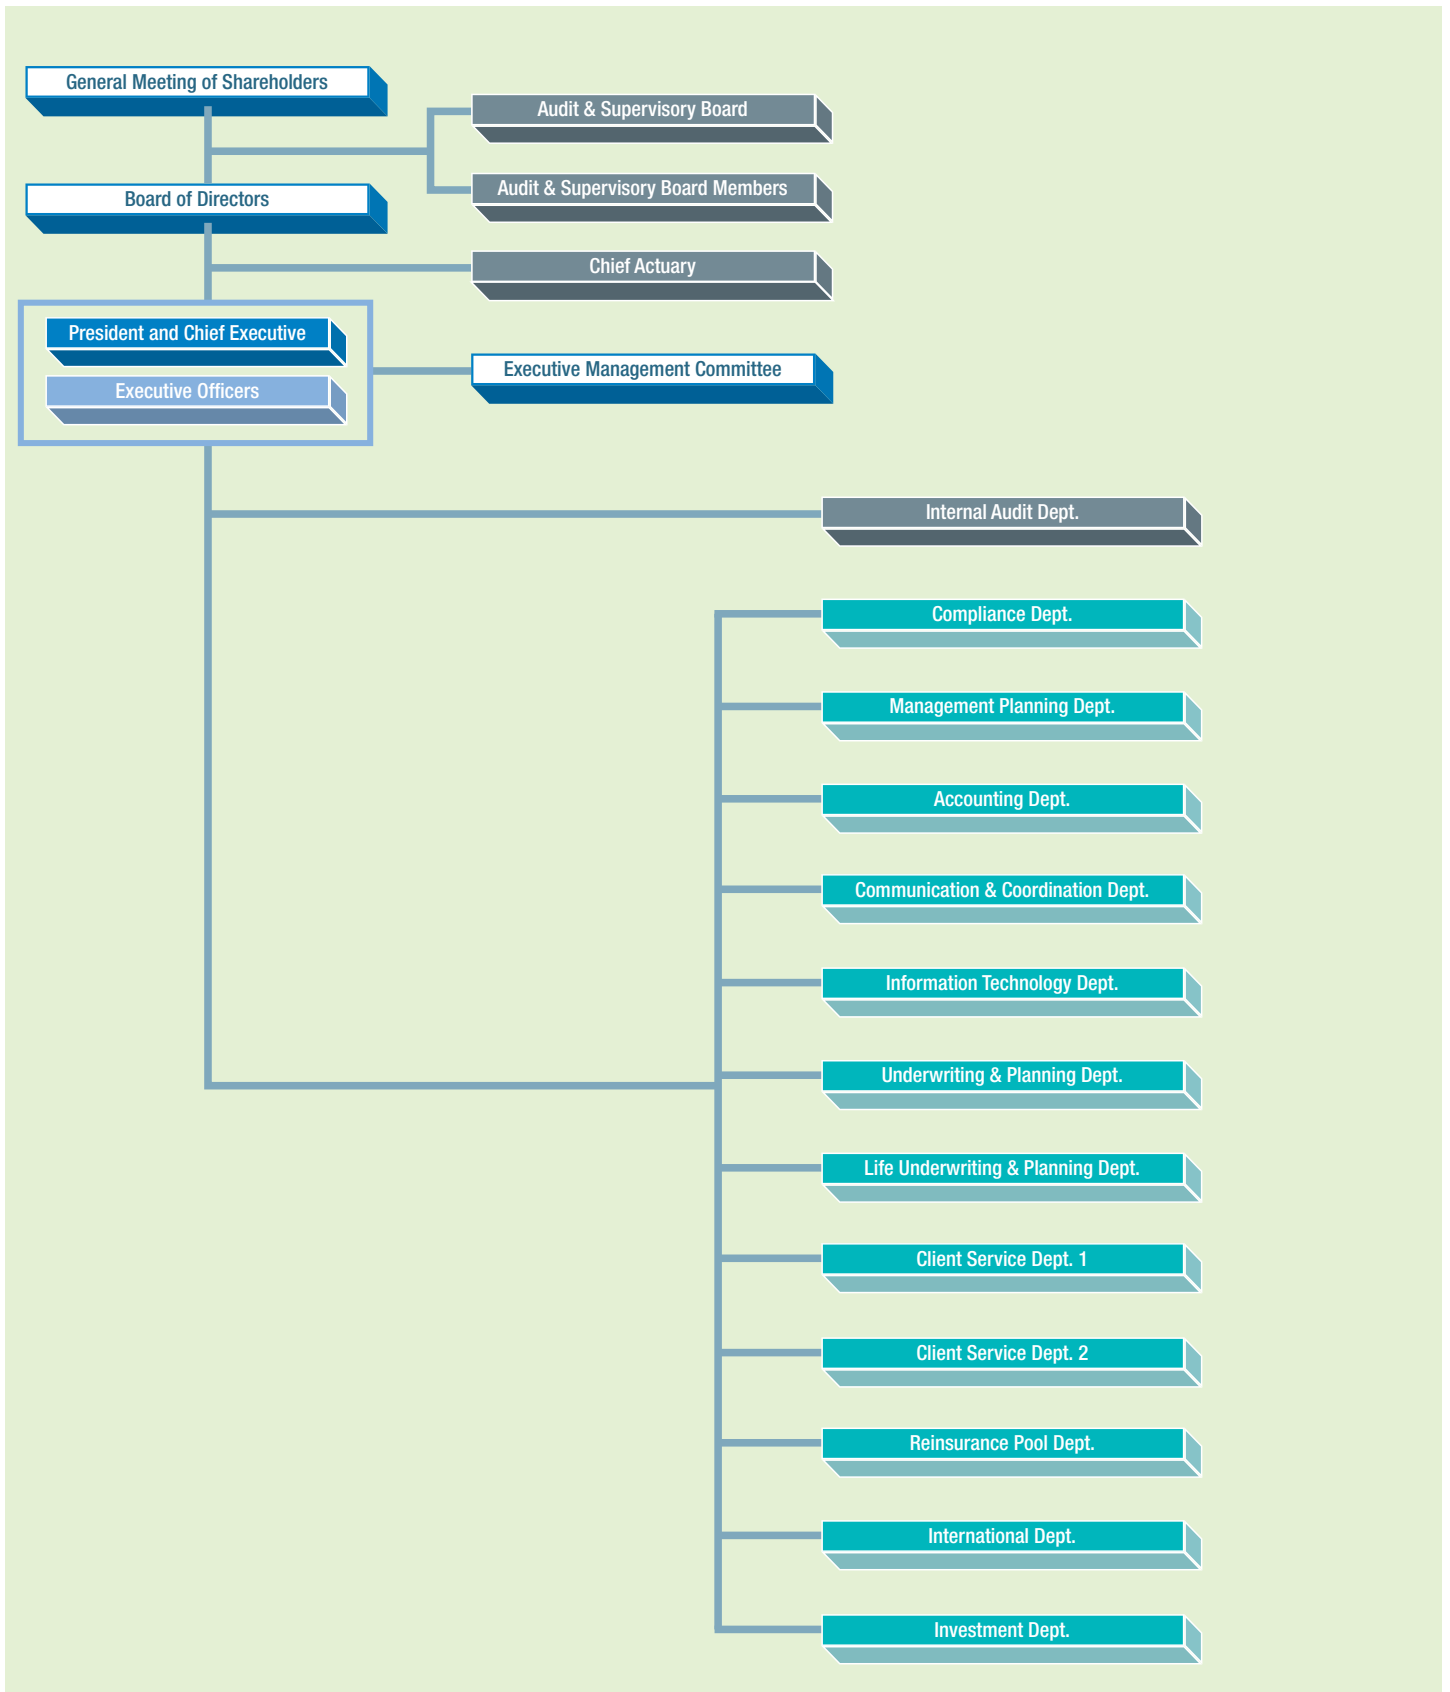 General Meeting of Shareholders
Audit & Supervisory Board
Audit & Supervisory Board Members
Board of Directors
Chief Actuary
President and Chief Executive
Executive Officers
Executive Management Committee
Internal Audit Dept.
Compliance Dept.
Management Planning Dept.
Accounting Dept.
Communication & Coordination Dept.
Information Technology Dept.
Underwriting & Planning Dept.
Life Underwriting & Planning Dept.
Client Service Dept. 1
Client Service Dept. 2
Reinsurance Pool Dept.
International Dept.
Investment Dept.